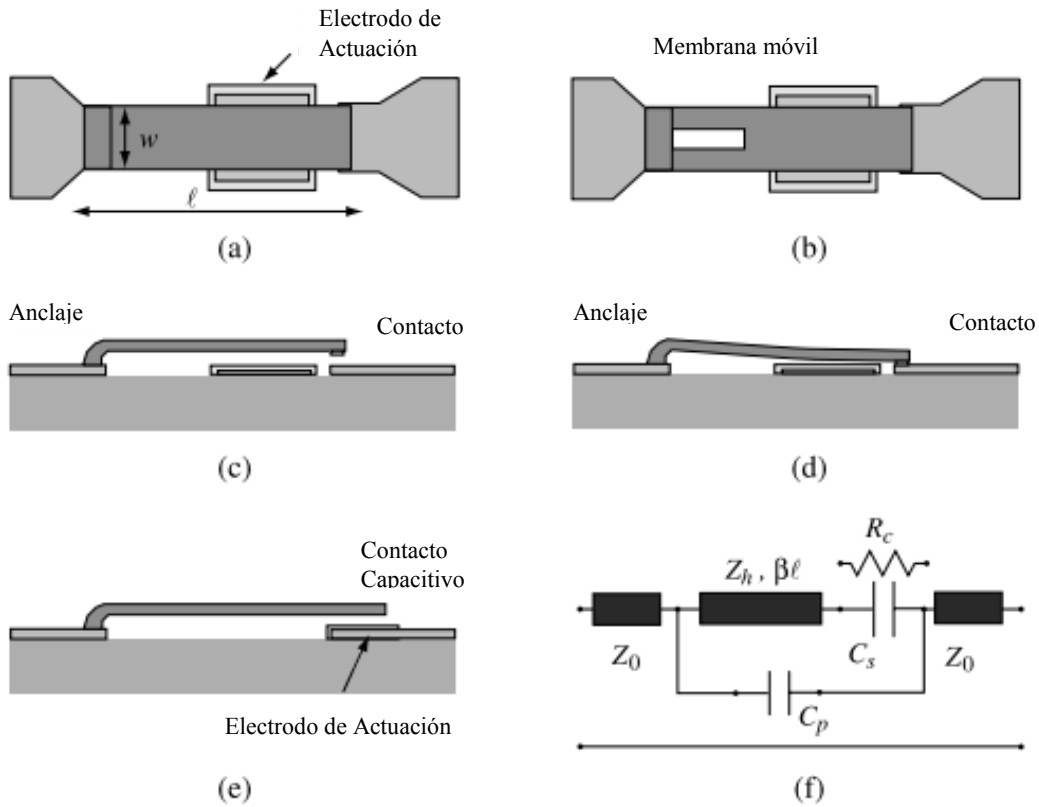 Electrodo de
Actuación
w
ℓ
(a)
Membrana móvil
(b)
Anclaje
Contacto
(c)
Anclaje
Contacto
(d)
Contacto
Capacitivo
Electrodo de Actuación
(e)
R_c
Z_h , βℓ
Z_0
C_s
Z_0
C_p
(f)